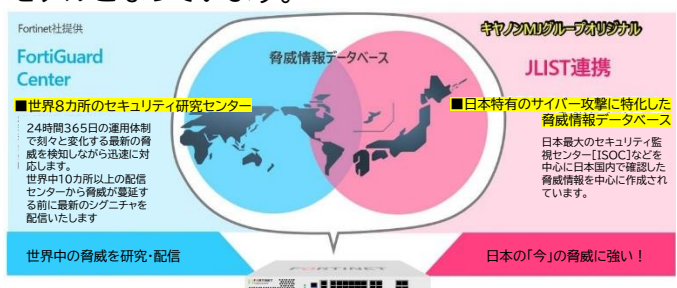 Fortinet社提供
FortiGuard
Center
■世界8カ所のセキュリティ研究センター
24時間365日の運用体制
で刻々と変化する最新の脅
威を検知しながら迅速に対
応します。
世界中10カ所以上の配信
センターから脅威が蔓延す
る前に最新のシグニチャを
配信いたします
世界中の脅威を研究・配信
脅威情報データベース
キヤノンMJグループオリジナル
JLIST連携
■日本特有のサイバー攻撃に特化した
脅威情報データベース
日本最大のセキュリティ監
視センター[ISOC]などを
中心に日本国内で確認した
脅威情報を中心に作成され
ています。
日本の「今」の脅威に強い！
FORTINET